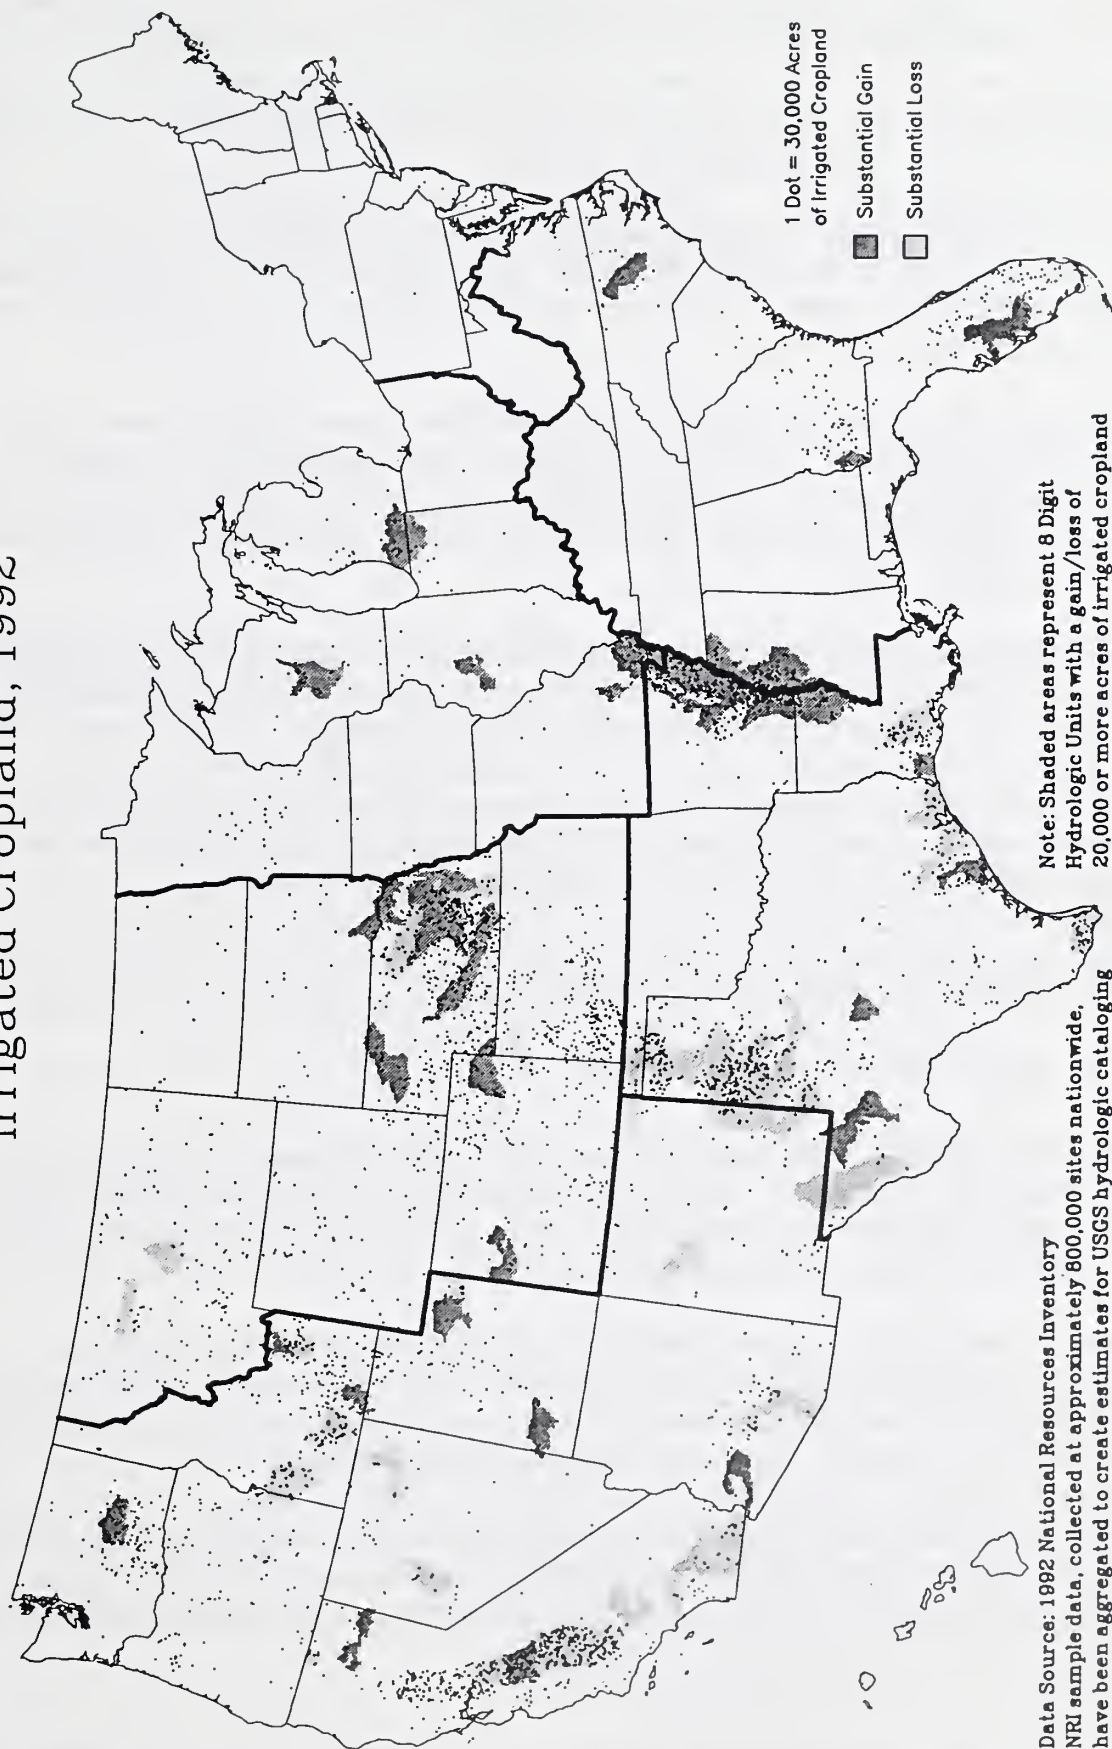 Irrigated Cropland, 1992
1 Dot = 30,000 Acres
of Irrigated Cropland
Substantial Gain
Substantial Loss
Note: Shaded areas represent 8 Digit
Hydrologic Units with a gain/loss of
20,000 or more acres of irrigated cropland
Data Source: 1992 National Resources Inventory
NRI sample data, collected at approximately 800,000 sites nationwide,
have been aggregated to create estimates for USGS hydrologic cataloging